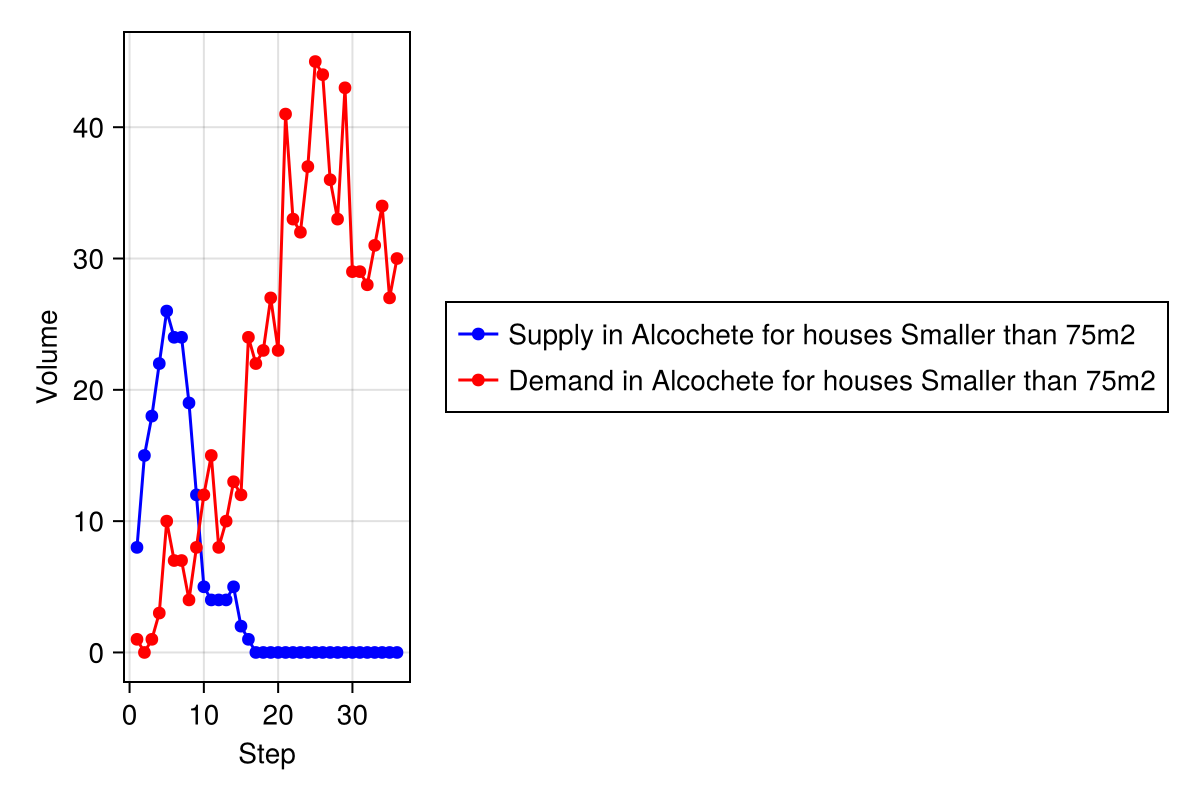 40
30
20
10
0
Volume
0 10 20 30
Step
Supply in Alcochete for houses Smaller than 75m2
Demand in Alcochete for houses Smaller than 75m2